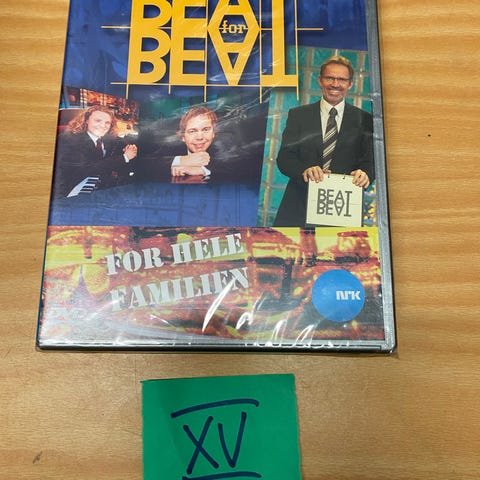 BEAT
for
BEAT
BEAT
for
BEAT
FOR HELE
FAMILIEN
NRK
XV